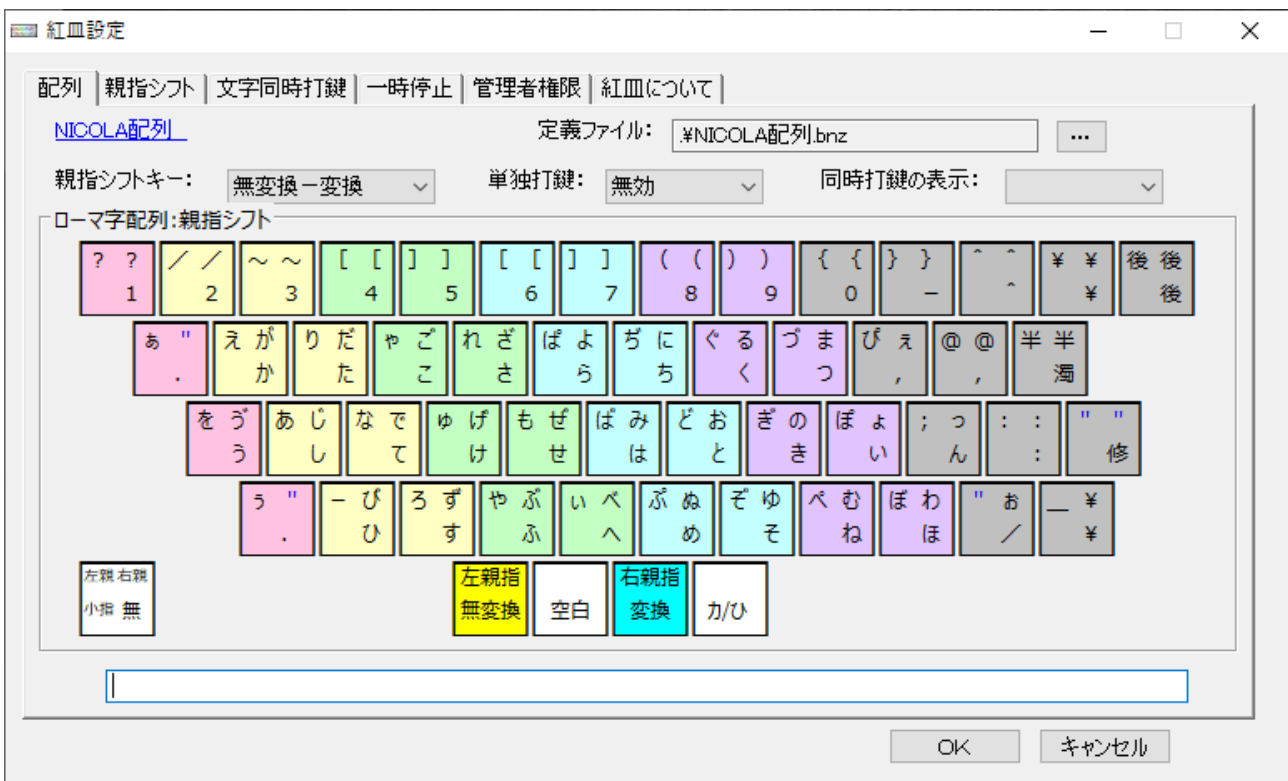 紅皿設定
配列 親指シフト 文字同時打鍵 一時停止 管理者権限 紅皿について
NICOLA配列 定義ファイル： .¥NICOLA配列.bnz ...
親指シフトキー： 無変換－変換 単独打鍵： 無効 同時打鍵の表示：
ローマ字配列:親指シフト
? ? ／ ／ ～ ～ [ [ ] ] [ [ ] ] ( ( ) ) { { } } ^ ^ ¥ ¥ 後 後
1 2 3 4 5 6 7 8 9 0 － ^ ¥ 後
ぁ " え が り だ ゃ ご れ ざ ぱ よ ぢ に ぐ る づ ま ぴ ぇ @ @ 半 半
. か た こ さ ら ち く つ , , 濁
を ゔ あ じ な で ゅ げ も ぜ ば み ど お ぎ の ぽ ょ ; っ : : " "
う し て け せ は と き い ん : 修
ぅ " ー び ろ ず や ぶ ぃ べ ぷ ぬ ぞ ゆ ぺ む ぼ わ " ぉ ＿ ¥
. ひ す ふ へ め そ ね ほ ／ ¥
左親 右親 左親指 右親指
小指 無 無変換 空白 変換 カ/ひ
OK キャンセル